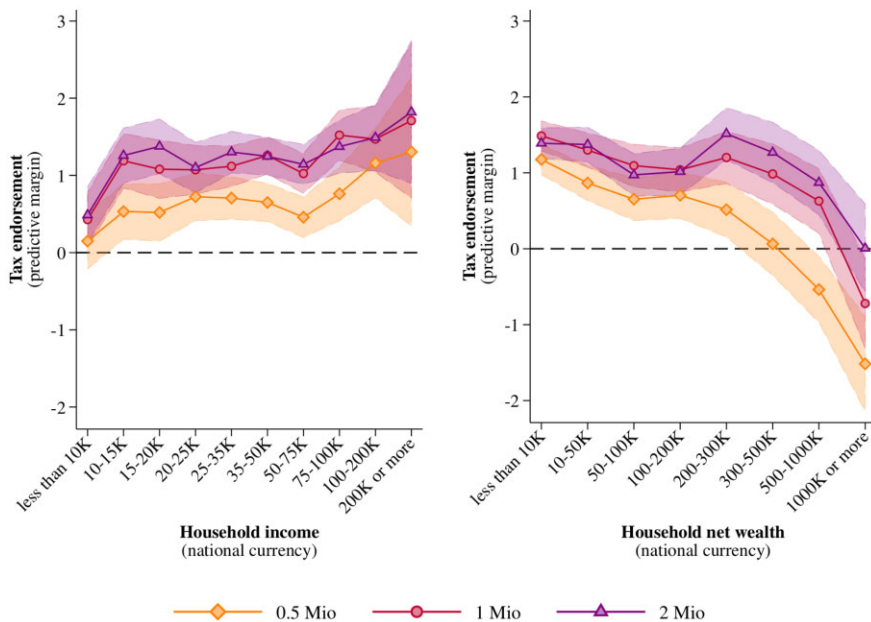 Tax endorsement
(predictive margin)
3
2
1
0
-1
-2
less than 10K
10-15K
15-20K
20-25K
25-35K
35-50K
50-75K
75-100K
100-200K
200K or more
Household income
(national currency)
Tax endorsement
(predictive margin)
3
2
1
0
-1
-2
less than 10K
10-50K
50-100K
100-200K
200-300K
300-500K
500-1000K
1000K or more
Household net wealth
(national currency)
0.5 Mio
1 Mio
2 Mio